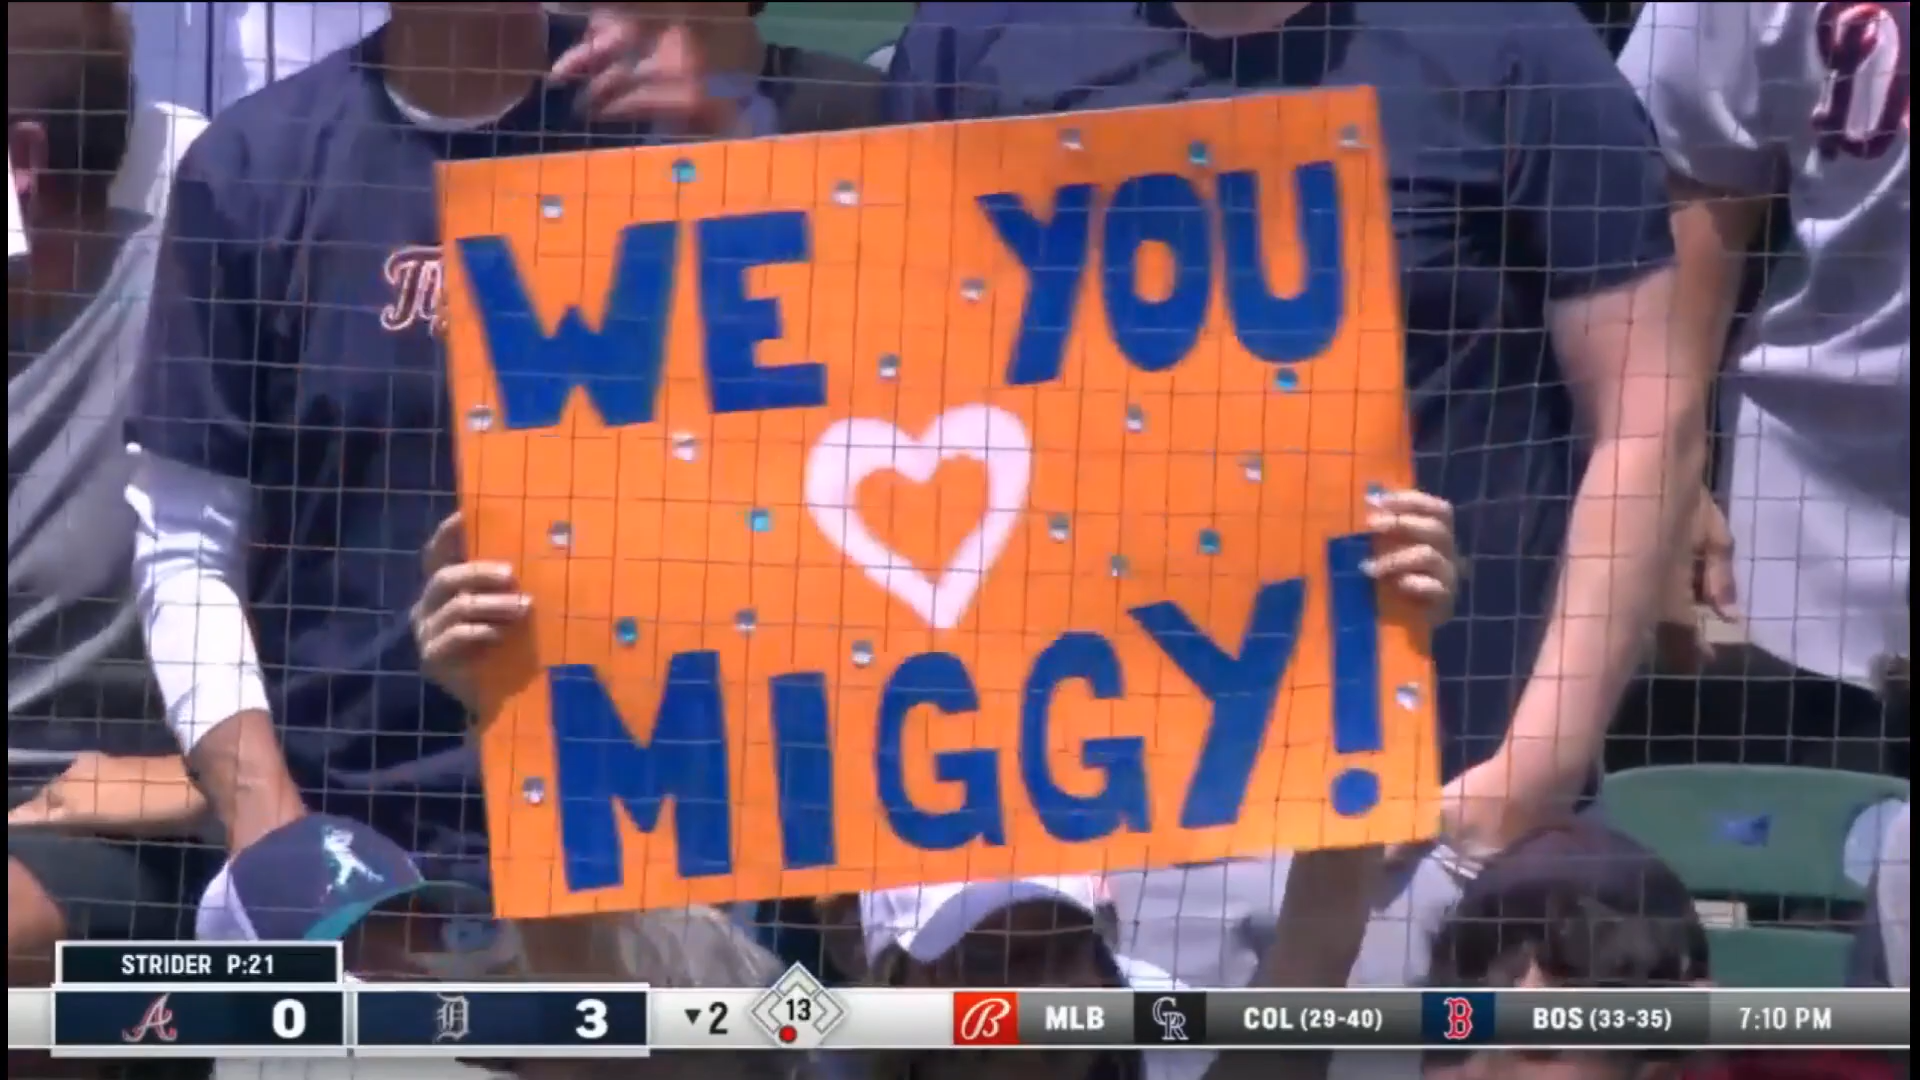 WE YOU
MIGGY!
STRIDER P:21
A 0 D 3 ▼2 13 B MLB CR COL (29-40) B BOS (33-35) 7:10 PM